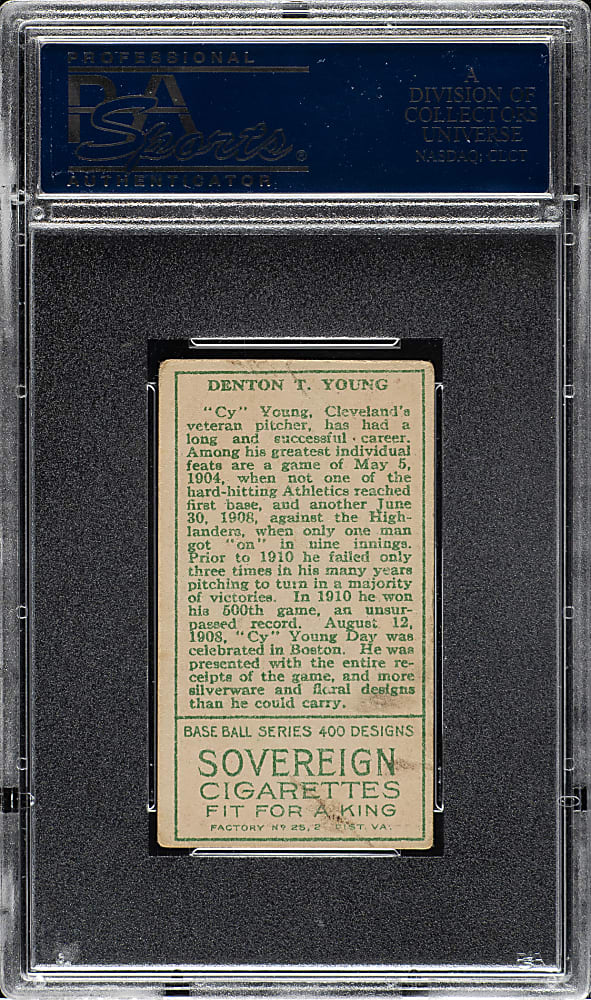 PROFESSIONAL
PSA
Sports®
AUTHENTICATOR
A
DIVISION OF
COLLECTORS
UNIVERSE
NASDAQ: CLCT
DENTON T. YOUNG
"Cy" Young, Cleveland's
veteran pitcher, has had a
long and successful career.
Among his greatest individual
feats are a game of May 5,
1904, when not one of the
hard-hitting Athletics reached
first base, and another June
30, 1908, against the High-
landers, when only one man
got "on" in nine innings.
Prior to 1910 he failed only
three times in his many years
pitching to turn in a majority
of victories. In 1910 he won
his 500th game, an unsur-
passed record. August 12,
1908, "Cy" Young Day was
celebrated in Boston. He was
presented with the entire re-
ceipts of the game, and more
silverware and floral designs
than he could carry.
BASE BALL SERIES 400 DESIGNS
SOVEREIGN
CIGARETTES
FIT FOR A KING
FACTORY Nº 25, 2 DIST. VA.
PSA